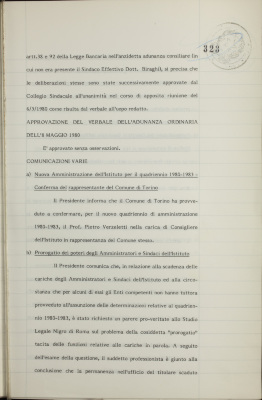 323
artt.38 e 92 della Legge Bancaria nell'anzidetta adunanza consiliare in
cui non era presente il Sindaco Effettivo Dott. Biraghi, si precisa che
le deliberazioni stesse sono state successivamente approvate dal
Collegio Sindacale all'unanimità nel corso di apposita riunione del
6/5/1980 come risulta dal verbale all'uopo redatto.
APPROVAZIONE DEL VERBALE DELL'ADUNANZA ORDINARIA
DELL'8 MAGGIO 1980
E' approvato senza osservazioni.
COMUNICAZIONI VARIE
a) Nuova Amministrazione dell'Istituto per il quadriennio 1980-1983 -
Conferma del rappresentante del Comune di Torino
Il Presidente informa che il Comune di Torino ha provve-
duto a confermare, per il nuovo quadriennio di amministrazione
1980-1983, il Prof. Pietro Verzeletti nella carica di Consigliere
dell'Istituto in rappresentanza del Comune stesso.
b) Prorogatio dei poteri degli Amministratori e Sindaci dell'Istituto
Il Presidente comunica che, in relazione alla scadenza delle
cariche degli Amministratori e Sindaci dell'Istituto ed alla circo-
stanza che per alcuni di essi gli Enti competenti non hanno tuttora
provveduto all'assunzione delle determinazioni relative al quadrien-
nio 1980-1983, è stato richiesto un parere pro-veritate allo Studio
Legale Nigro di Roma sul problema della cosiddetta "prorogatio"
tacita delle funzioni relative alle cariche in parola. A seguito
dell'esame della questione, il suddetto professionista è giunto alla
conclusione che la permanenza nell'ufficio del titolare scaduto